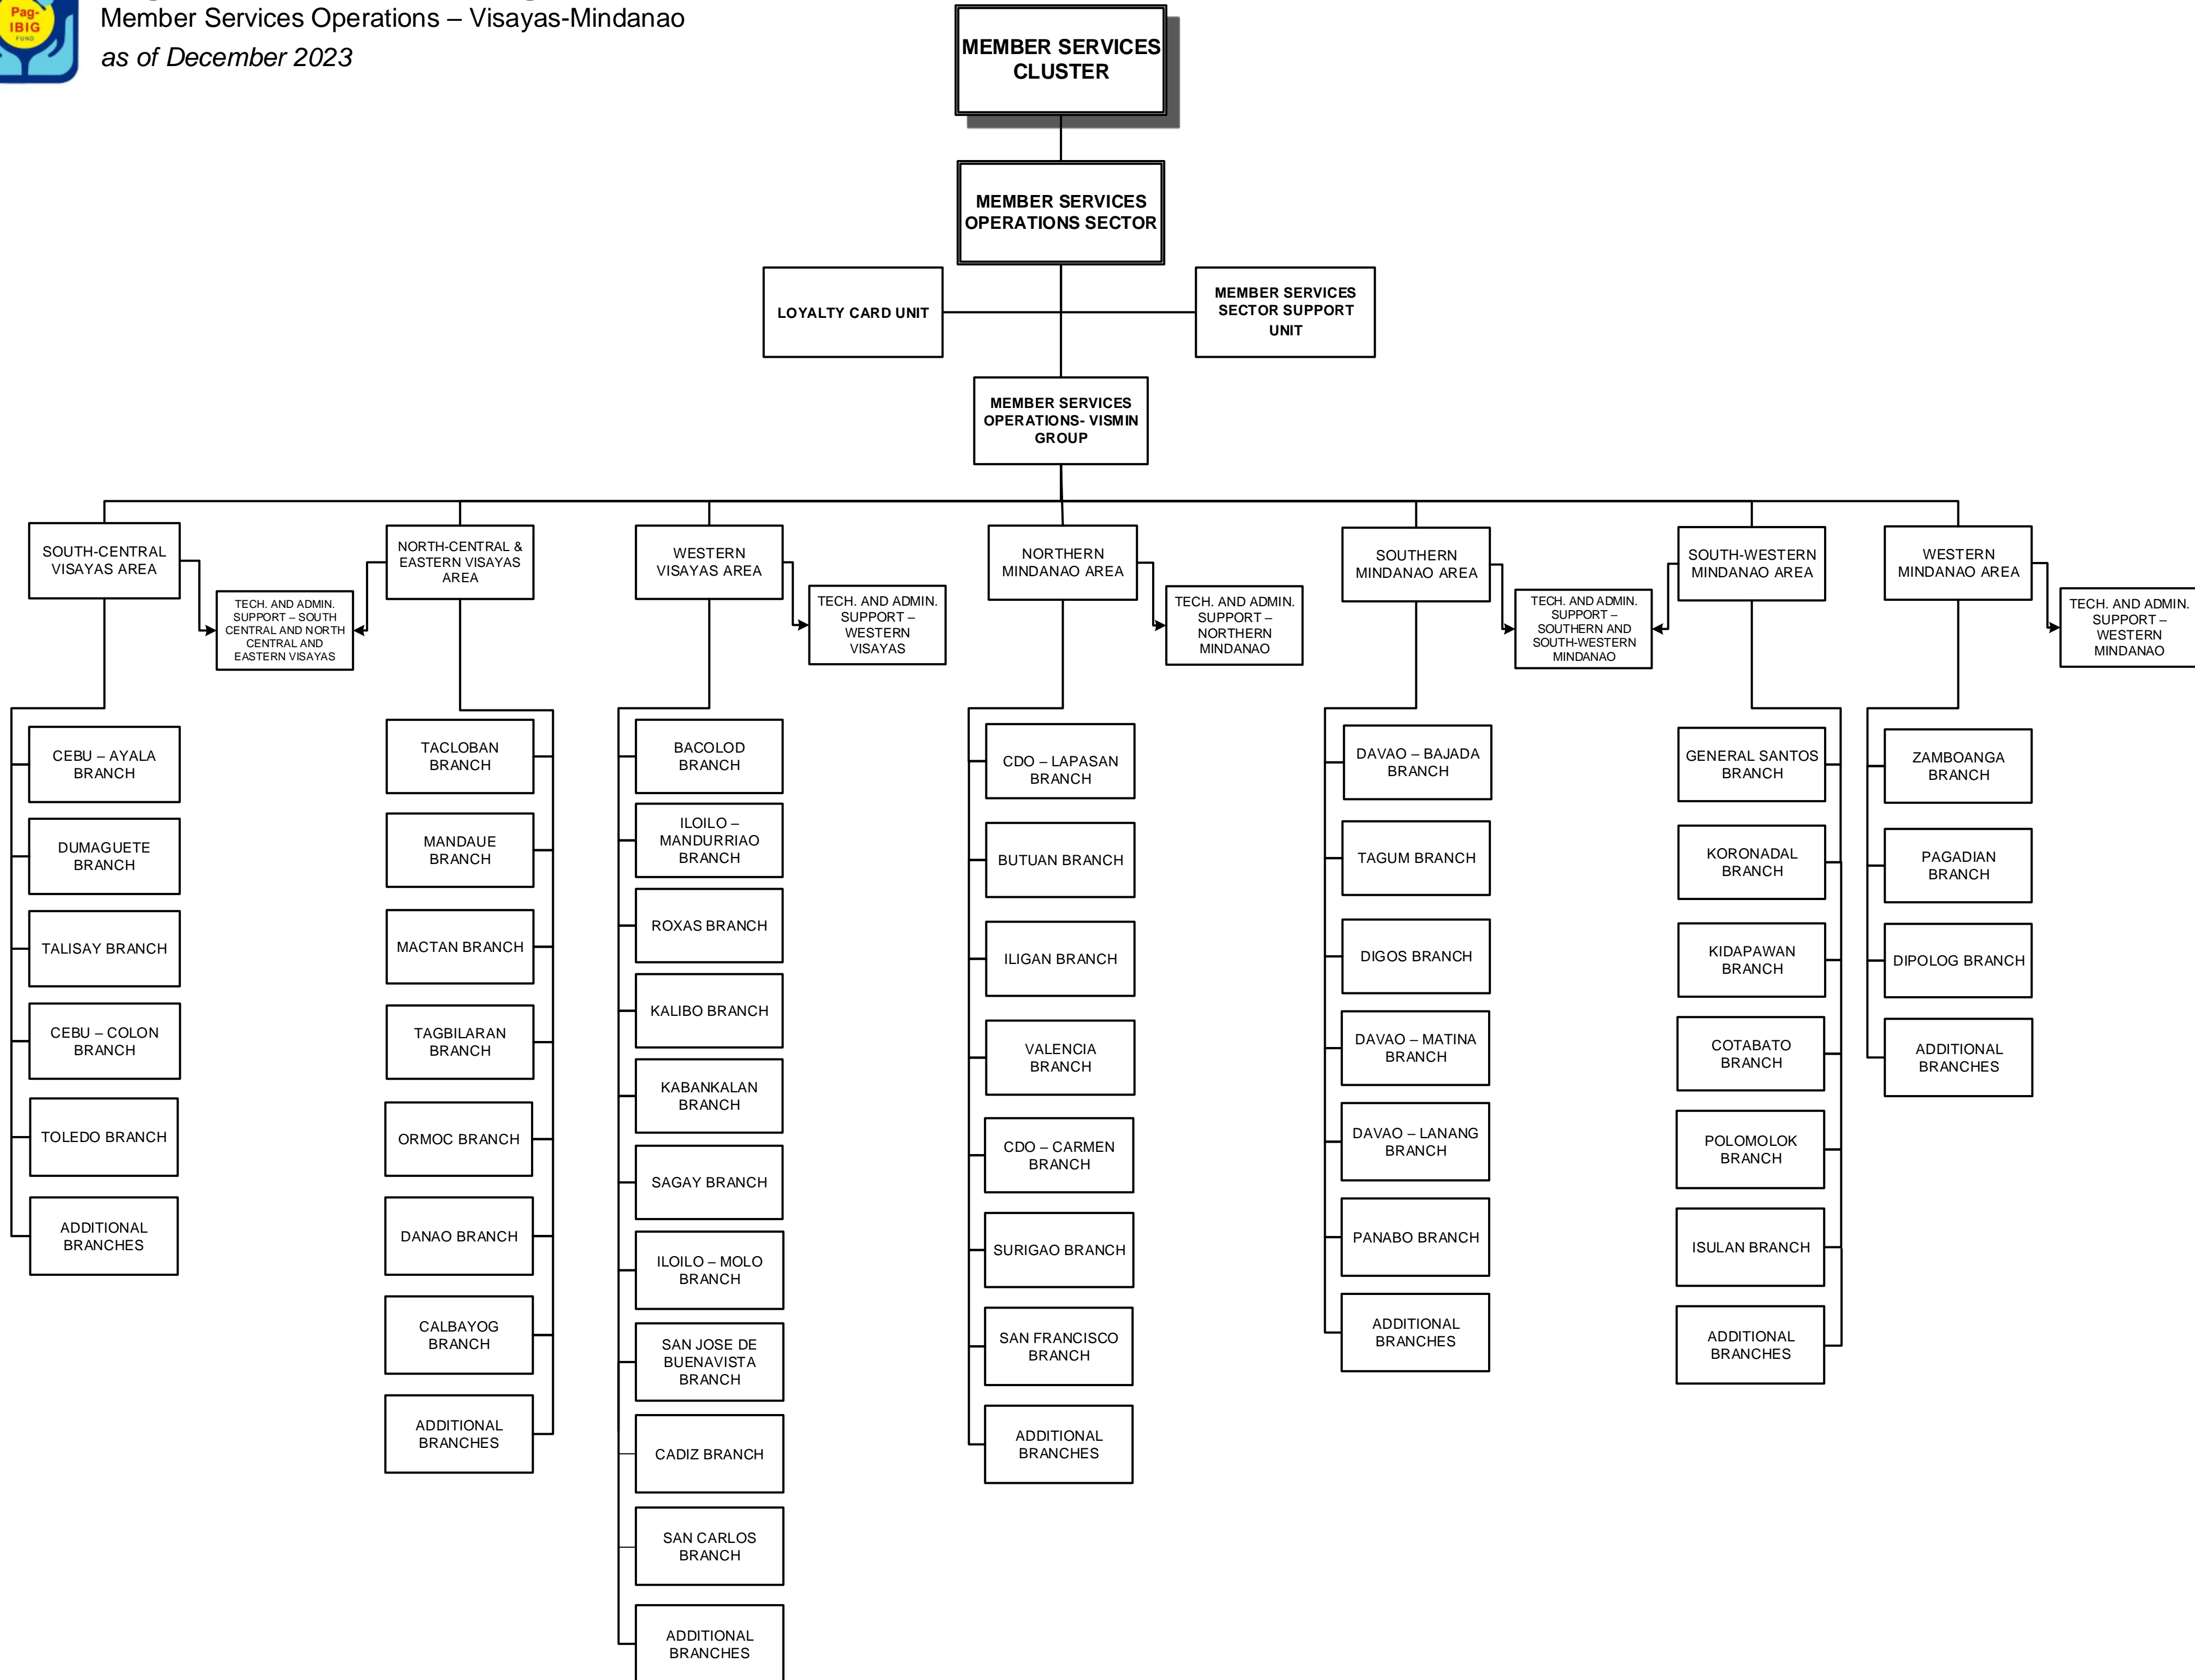 Pag-
IBIG
FUND
Member Services Operations – Visayas-Mindanao
as of December 2023
MEMBER SERVICES
CLUSTER
MEMBER SERVICES
OPERATIONS SECTOR
LOYALTY CARD UNIT
MEMBER SERVICES
SECTOR SUPPORT
UNIT
MEMBER SERVICES
OPERATIONS- VISMIN
GROUP
SOUTH-CENTRAL
VISAYAS AREA
TECH. AND ADMIN.
SUPPORT – SOUTH
CENTRAL AND NORTH
CENTRAL AND
EASTERN VISAYAS
NORTH-CENTRAL &
EASTERN VISAYAS
AREA
WESTERN
VISAYAS AREA
TECH. AND ADMIN.
SUPPORT –
WESTERN
VISAYAS
NORTHERN
MINDANAO AREA
TECH. AND ADMIN.
SUPPORT –
NORTHERN
MINDANAO
SOUTHERN
MINDANAO AREA
TECH. AND ADMIN.
SUPPORT –
SOUTHERN AND
SOUTH-WESTERN
MINDANAO
SOUTH-WESTERN
MINDANAO AREA
WESTERN
MINDANAO AREA
TECH. AND ADMIN.
SUPPORT –
WESTERN
MINDANAO
CEBU – AYALA
BRANCH
DUMAGUETE
BRANCH
TALISAY BRANCH
CEBU – COLON
BRANCH
TOLEDO BRANCH
ADDITIONAL
BRANCHES
TACLOBAN
BRANCH
MANDAUE
BRANCH
MACTAN BRANCH
TAGBILARAN
BRANCH
ORMOC BRANCH
DANAO BRANCH
CALBAYOG
BRANCH
ADDITIONAL
BRANCHES
BACOLOD
BRANCH
ILOILO –
MANDURRIAO
BRANCH
ROXAS BRANCH
KALIBO BRANCH
KABANKALAN
BRANCH
SAGAY BRANCH
ILOILO – MOLO
BRANCH
SAN JOSE DE
BUENAVISTA
BRANCH
CADIZ BRANCH
SAN CARLOS
BRANCH
ADDITIONAL
BRANCHES
CDO – LAPASAN
BRANCH
BUTUAN BRANCH
ILIGAN BRANCH
VALENCIA
BRANCH
CDO – CARMEN
BRANCH
SURIGAO BRANCH
SAN FRANCISCO
BRANCH
ADDITIONAL
BRANCHES
DAVAO – BAJADA
BRANCH
TAGUM BRANCH
DIGOS BRANCH
DAVAO – MATINA
BRANCH
DAVAO – LANANG
BRANCH
PANABO BRANCH
ADDITIONAL
BRANCHES
GENERAL SANTOS
BRANCH
KORONADAL
BRANCH
KIDAPAWAN
BRANCH
COTABATO
BRANCH
POLOMOLOK
BRANCH
ISULAN BRANCH
ADDITIONAL
BRANCHES
ZAMBOANGA
BRANCH
PAGADIAN
BRANCH
DIPOLOG BRANCH
ADDITIONAL
BRANCHES